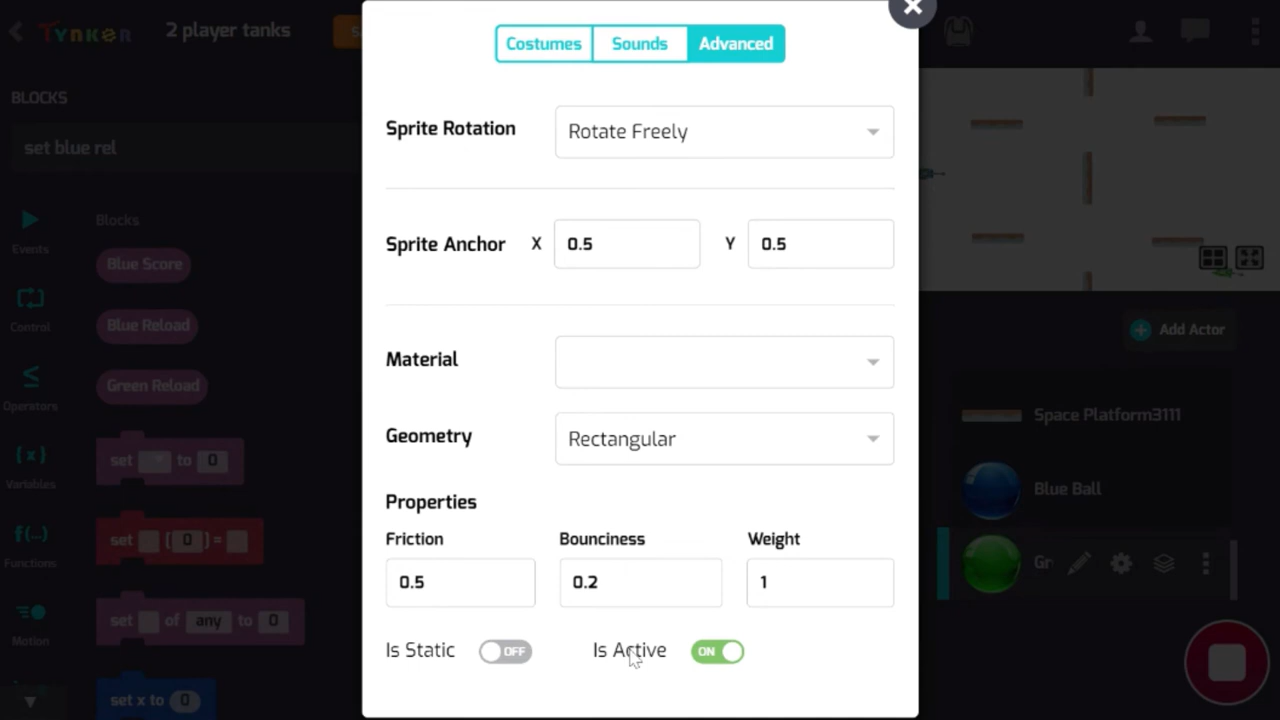 TYNKER
2 player tanks
Costumes
Sounds
Advanced
BLOCKS
set blue rel
Sprite Rotation
Rotate Freely
Blocks
Events
Blue Score
Sprite Anchor X 0.5 Y 0.5
Control
Blue Reload
Add Actor
Operators
Green Reload
Material
Space Platform3111
Geometry
Rectangular
Variables
set to 0
Blue Ball
Properties
Functions
set [ 0 ] =
Friction
Bounciness
Weight
0.5
0.2
1
Gr
Motion
set of any to 0
Is Static OFF
Is Active ON
set x to 0